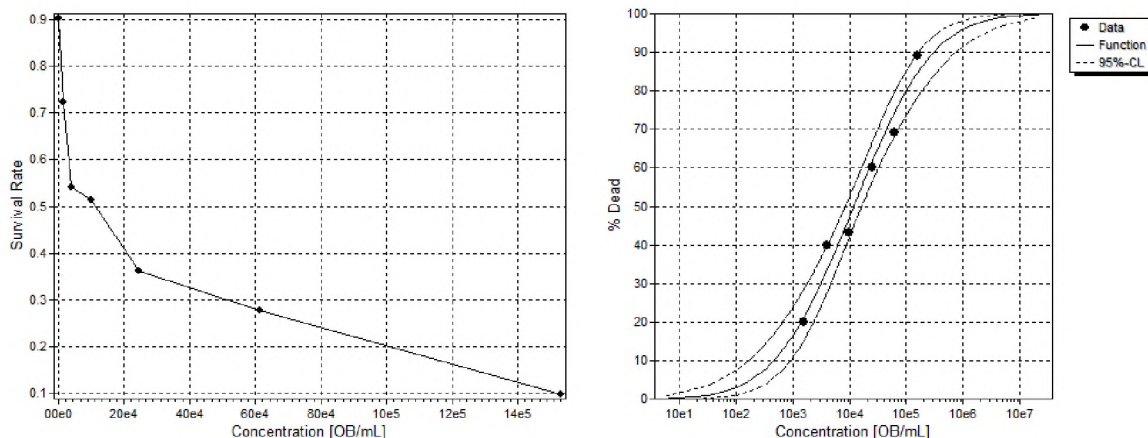 0.9
0.8
0.7
0.6
0.5
0.4
0.3
0.2
0.1
Survival Rate
00e0 20e4 40e4 60e4 80e4 10e5 12e5 14e5
Concentration [OB/mL]
100
90
80
70
60
50
40
30
20
10
0
% Dead
10e1 10e2 10e3 10e4 10e5 10e6 10e7
Concentration [OB/mL]
Data
Function
95%-CL